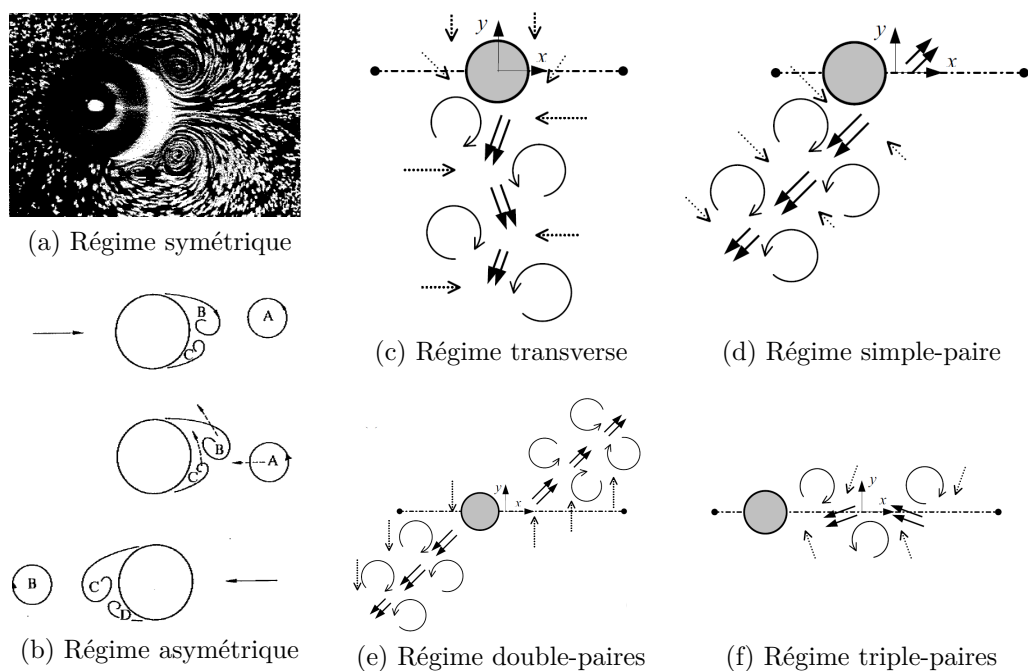 y
x
(a) Régime symétrique
B
A
C
B
C
A
B
C
D
(b) Régime asymétrique
(c) Régime transverse
y
x
(d) Régime simple-paire
y
x
(e) Régime double-paires
y
x
(f) Régime triple-paires